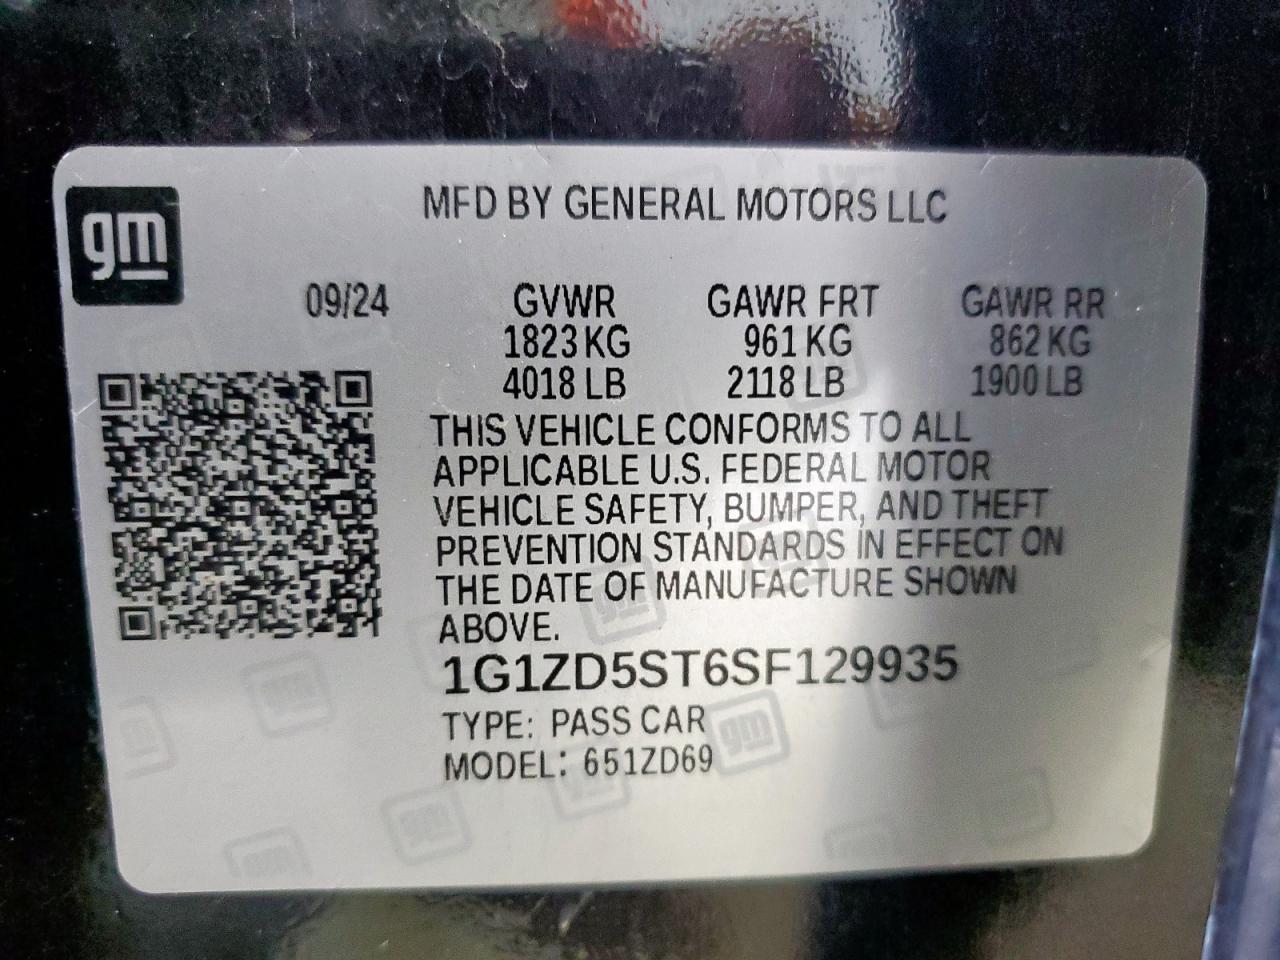 gm
MFD BY GENERAL MOTORS LLC
09/24 GVWR GAWR FRT GAWR RR
1823 KG 961 KG 862 KG
4018 LB 2118 LB 1900 LB
THIS VEHICLE CONFORMS TO ALL
APPLICABLE U.S. FEDERAL MOTOR
VEHICLE SAFETY, BUMPER, AND THEFT
PREVENTION STANDARDS IN EFFECT ON
THE DATE OF MANUFACTURE SHOWN
ABOVE.
1G1ZD5ST6SF129935
TYPE: PASS CAR
MODEL: 651ZD69